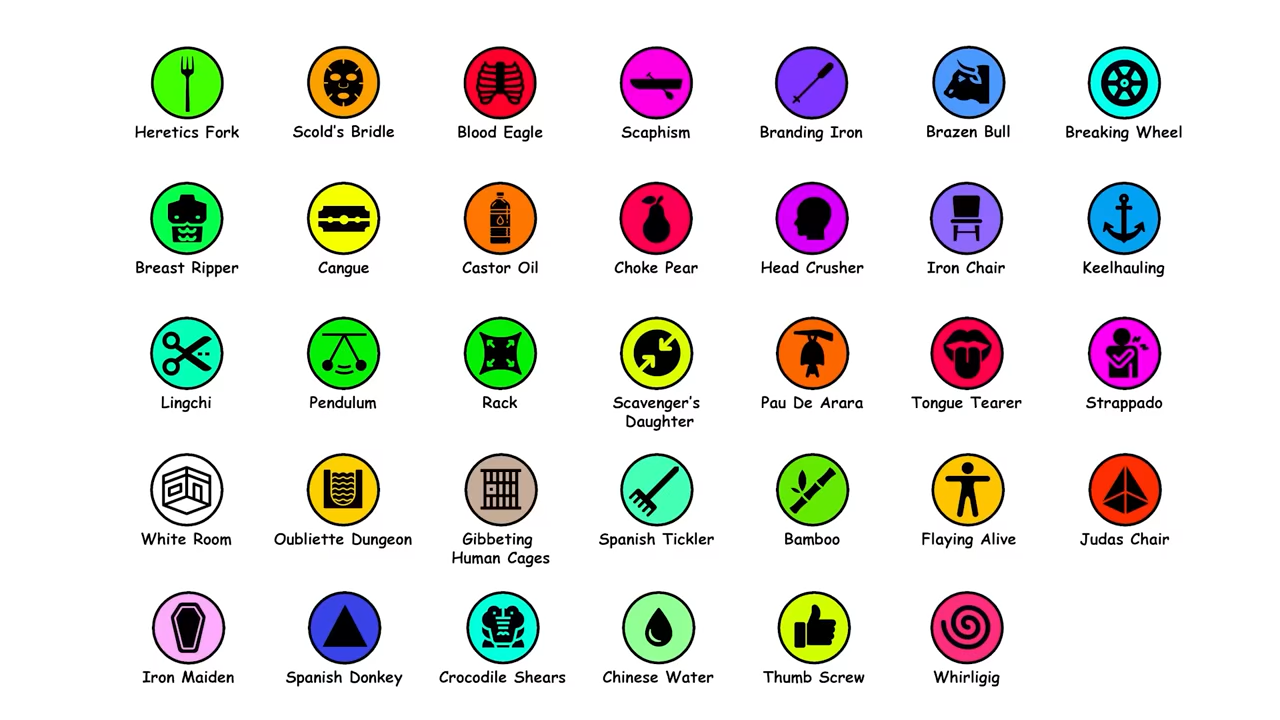 Heretics Fork
Scold's Bridle
Blood Eagle
Scaphism
Branding Iron
Brazen Bull
Breaking Wheel
Breast Ripper
Cangue
Castor Oil
Choke Pear
Head Crusher
Iron Chair
Keelhauling
Lingchi
Pendulum
Rack
Scavenger's
Daughter
Pau De Arara
Tongue Tearer
Strappado
White Room
Oubliette Dungeon
Gibbeting
Human Cages
Spanish Tickler
Bamboo
Flaying Alive
Judas Chair
Iron Maiden
Spanish Donkey
Crocodile Shears
Chinese Water
Thumb Screw
Whirligig